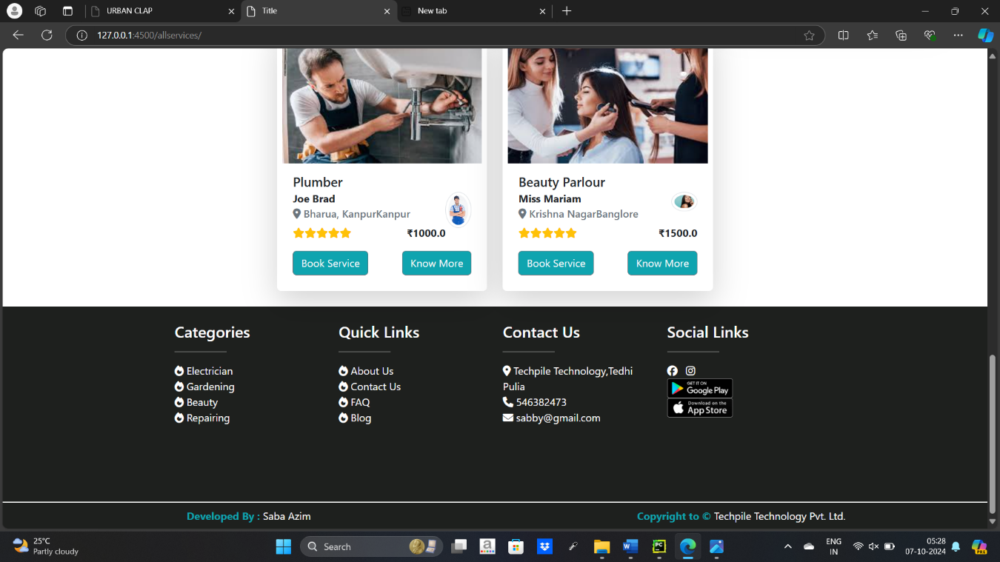 URBAN CLAP
Title
New tab
127.0.0.1:4500/allservices/
Plumber
Joe Brad
Bharua, KanpurKanpur
₹1000.0
Book Service
Know More
Beauty Parlour
Miss Mariam
Krishna NagarBanglore
₹1500.0
Book Service
Know More
Categories
Electrician
Gardening
Beauty
Repairing
Quick Links
About Us
Contact Us
FAQ
Blog
Contact Us
Techpile Technology,Tedhi
Pulia
546382473
sabby@gmail.com
Social Links
GET IT ON
Google Play
Download on the
App Store
Developed By : Saba Azim
Copyright to © Techpile Technology Pvt. Ltd.
25°C
Partly cloudy
Search
a
W
PC
ENG
IN
05:28
07-10-2024
PRE